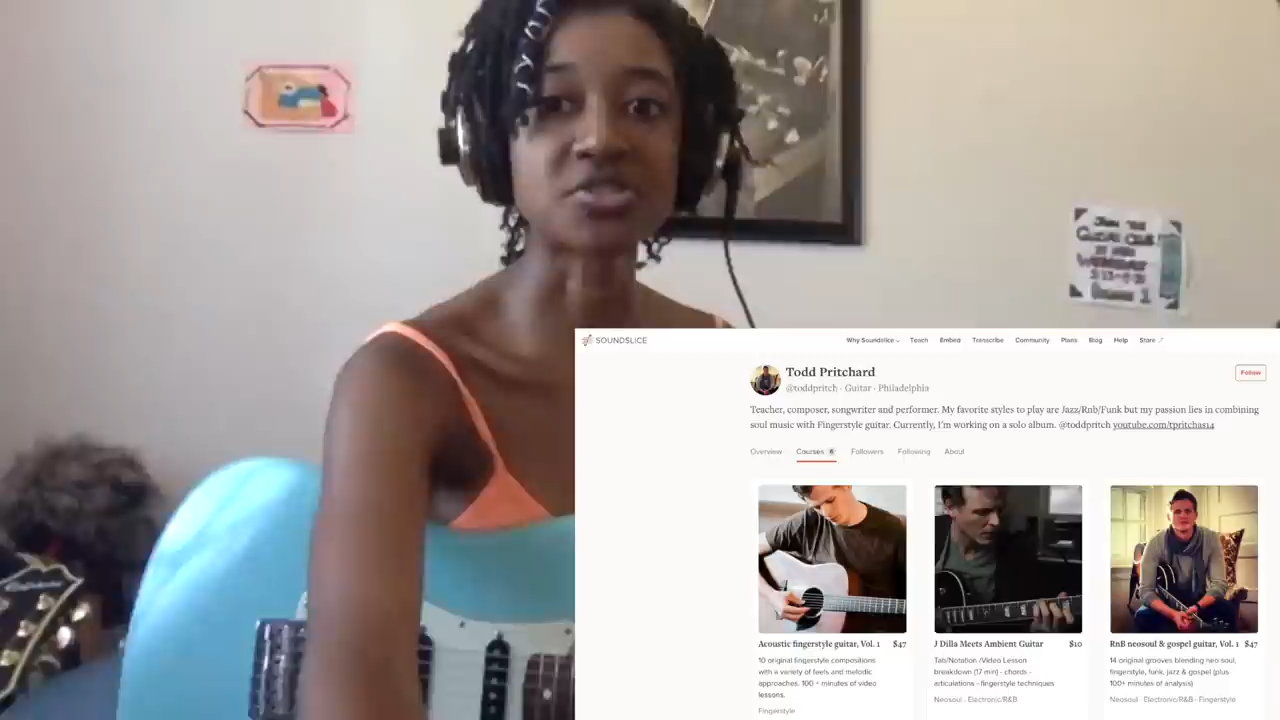 JOIN THE
GUITAR CLUB
SOUNDSLICE
Why Soundslice Teach Embed Transcribe Community Plans Blog Help Store
Todd Pritchard
Follow
@toddpritch · Guitar · Philadelphia
Teacher, composer, songwriter and performer. My favorite styles to play are Jazz/Rnb/Funk but my passion lies in combining
soul music with Fingerstyle guitar. Currently, I'm working on a solo album. @toddpritch youtube.com/tpritchas14
Overview Courses 6 Followers Following About
Acoustic fingerstyle guitar, Vol. 1 $47
10 original fingerstyle compositions
with a variety of feels and melodic
approaches. 100 + minutes of video
lessons.
Fingerstyle
J Dilla Meets Ambient Guitar $10
Tab/Notation /Video Lesson
breakdown (17 min) - chords -
articulations - fingerstyle techniques
Neosoul · Electronic/R&B
RnB neosoul & gospel guitar, Vol. 1 $47
14 original grooves blending neo soul,
fingerstyle, funk, jazz & gospel (plus
100+ minutes of analysis)
Neosoul · Electronic/R&B · Fingerstyle